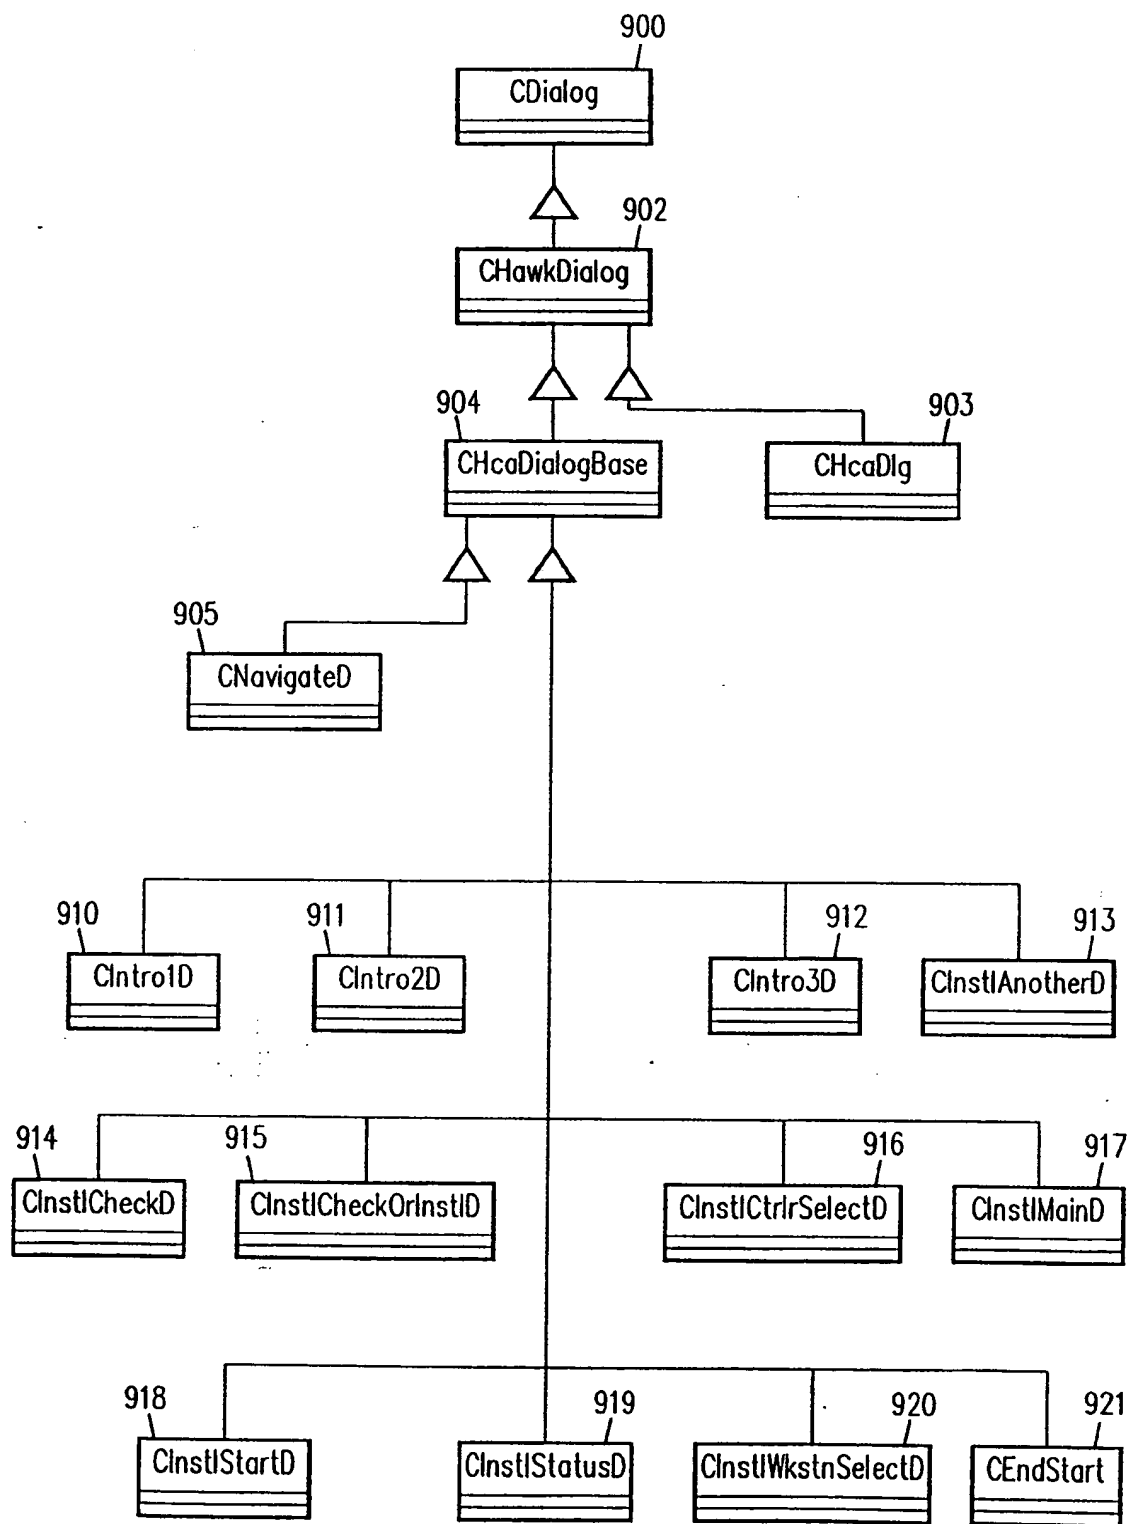 900
CDialog
902
CHawkDialog
904
903
CHcaDialogBase
CHcaDlg
905
CNavigateD
910
911
912
913
CIntro1D
CIntro2D
CIntro3D
CInstlAnotherD
914
915
916
917
CInstlCheckD
CInstlCheckOrInstlD
CInstlCtrlrSelectD
CInstlMainD
918
919
920
921
CInstlStartD
CInstlStatusD
CInstlWkstnSelectD
CEndStart